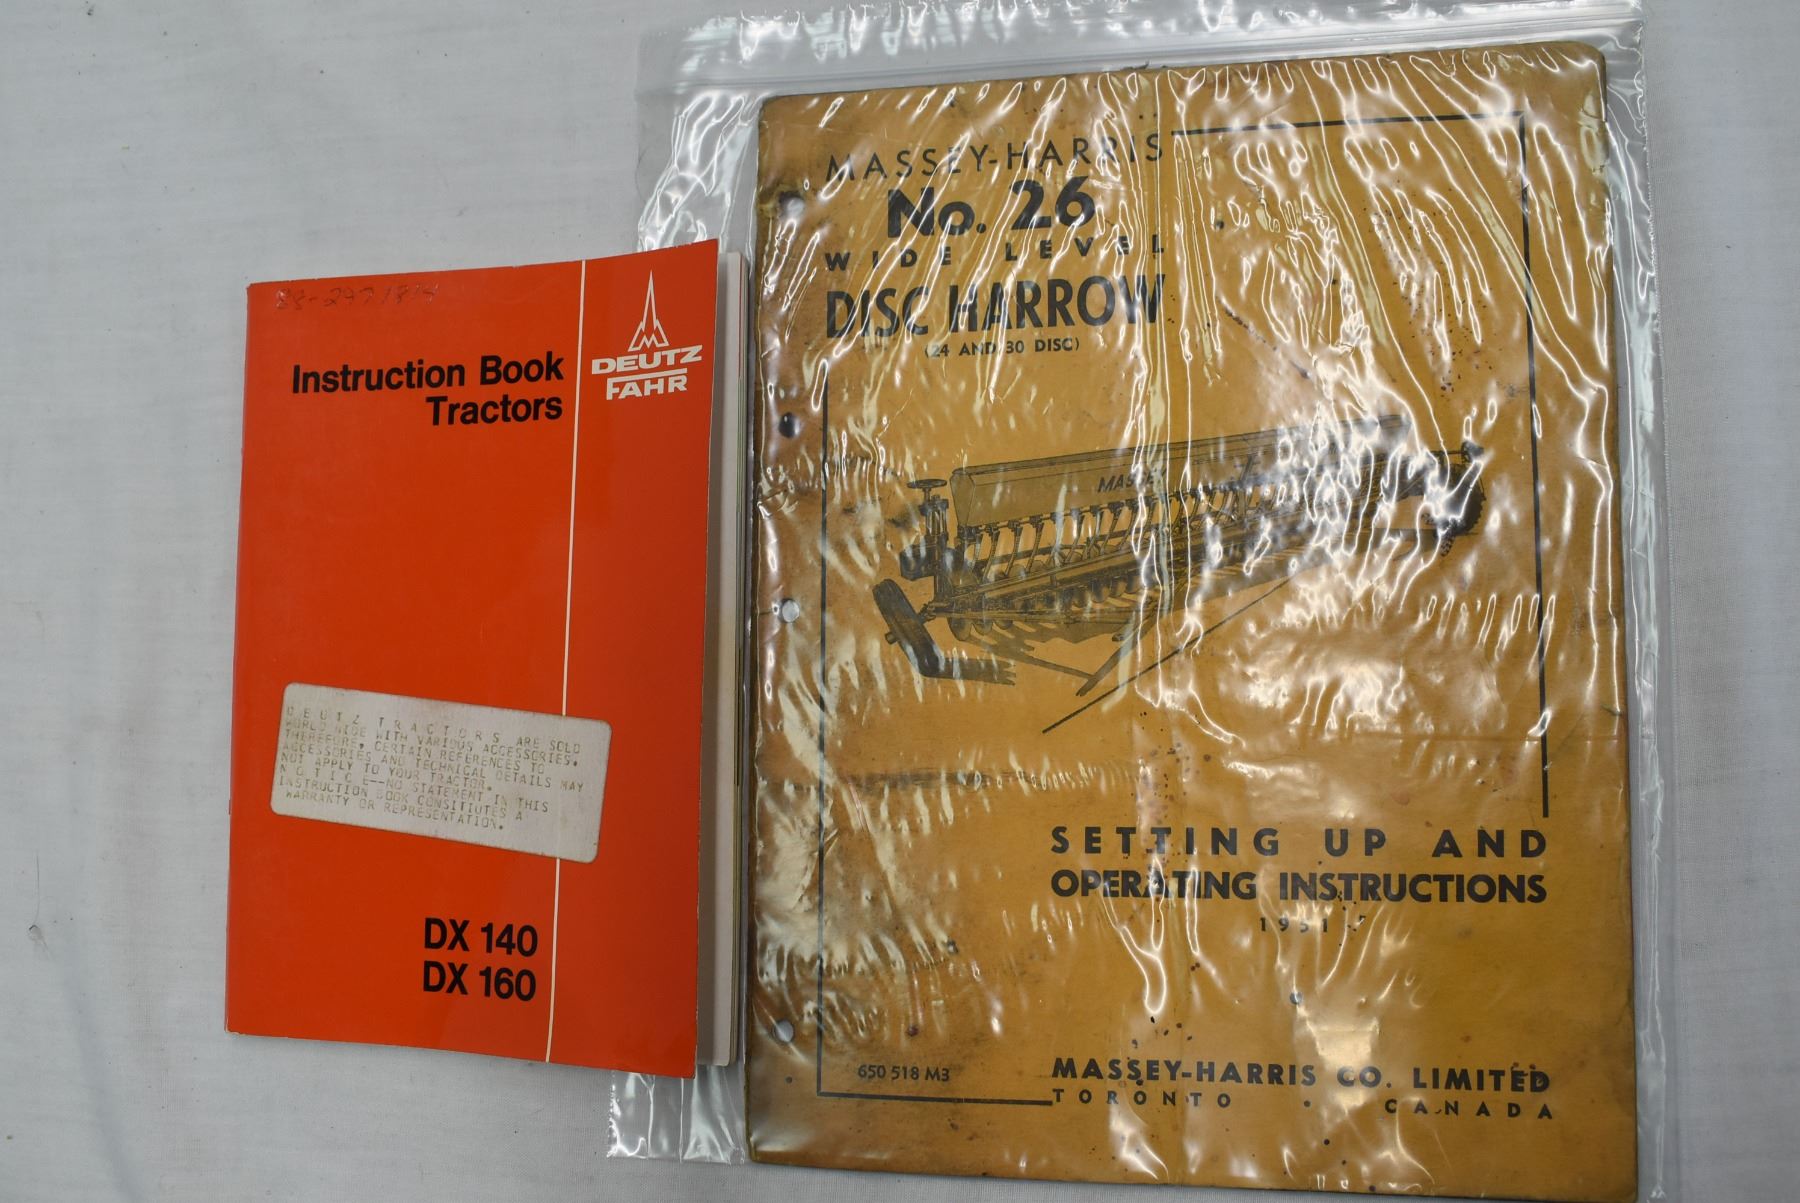 Instruction Book
Tractors
DEUTZ
FAHR
DEUTZ TRACTORS ARE SOLD
WORLD WIDE WITH VARIOUS ACCESSORIES.
THEREFORE, CERTAIN REFERENCES TO
ACCESSORIES AND TECHNICAL DETAILS MAY
NOT APPLY TO YOUR TRACTOR.
NOTICE--NO STATEMENT IN THIS
INSTRUCTION BOOK CONSTITUTES A
WARRANTY OR REPRESENTATION.
DX 140
DX 160
MASSEY-HARRIS
No. 26
WIDE LEVEL
DISC HARROW
(24 AND 30 DISC)
SETTING UP AND
OPERATING INSTRUCTIONS
1951
650 518 M3
MASSEY-HARRIS CO. LIMITED
TORONTO • CANADA